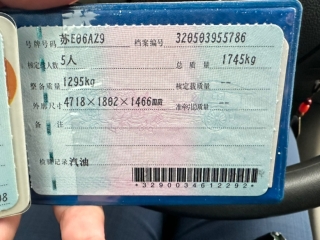 号牌号码 苏E06AZ9 档案编号 320503955786
核定载人数 5人 总质量 1745kg
整备质量 1295kg 核定载质量 --
外廓尺寸 4718×1802×1466mm 准牵引总质量 --
备注
检验记录 汽油
*3290034612292*